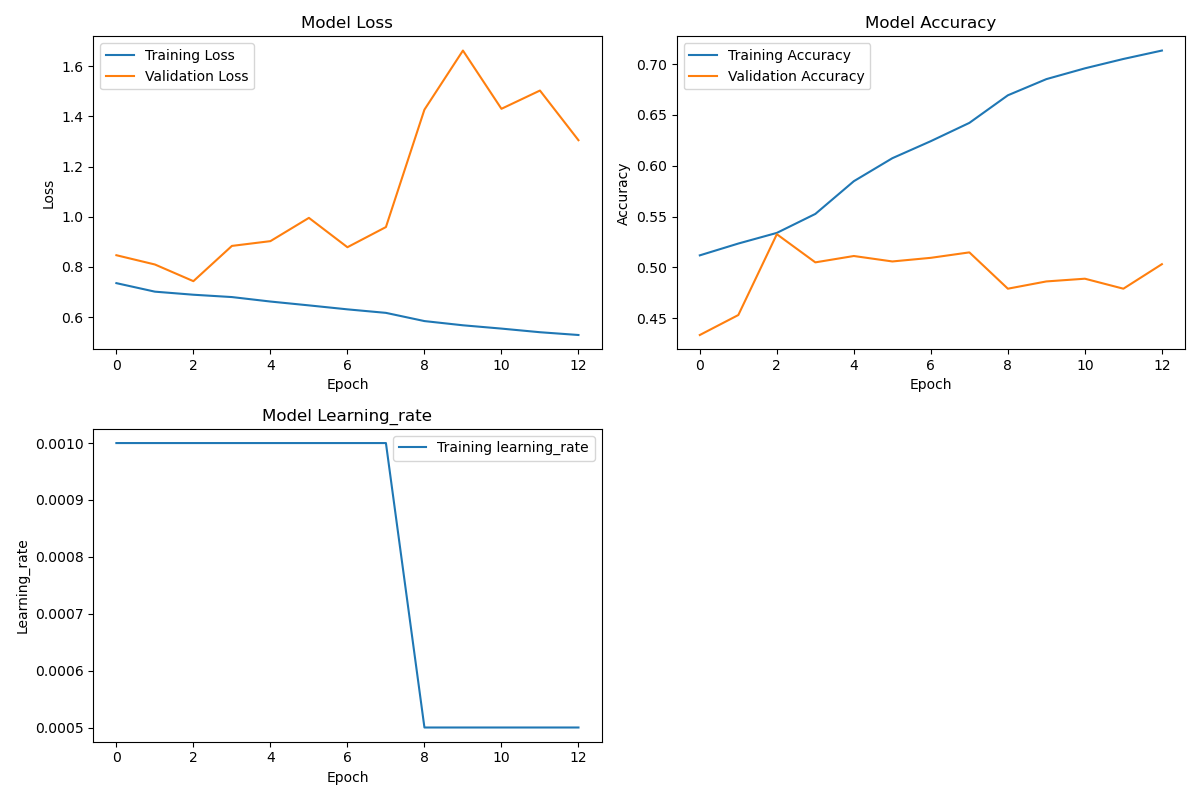 Model Loss
Training Loss
Validation Loss
1.6
1.4
1.2
1.0
0.8
0.6
Loss
0 2 4 6 8 10 12
Epoch
Model Accuracy
Training Accuracy
Validation Accuracy
0.70
0.65
0.60
0.55
0.50
0.45
Accuracy
0 2 4 6 8 10 12
Epoch
Model Learning_rate
Training learning_rate
0.0010
0.0009
0.0008
0.0007
0.0006
0.0005
Learning_rate
0 2 4 6 8 10 12
Epoch